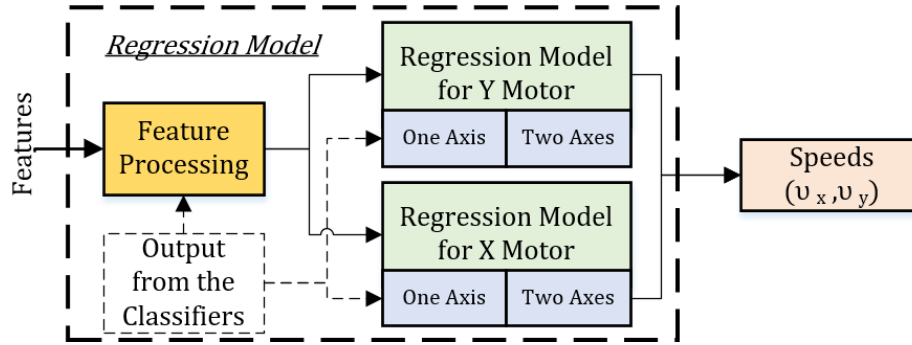 Regression Model
Features
Feature
Processing
Output
from the
Classifiers
Regression Model
for Y Motor
One Axis
Two Axes
Regression Model
for X Motor
One Axis
Two Axes
Speeds
(υ x ,υ y)